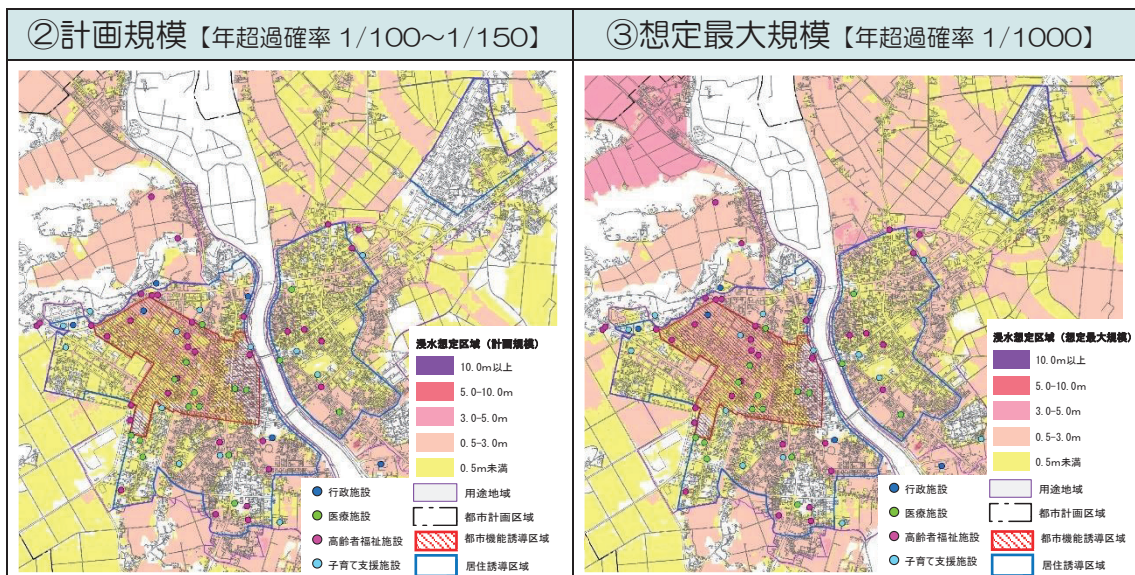 ②計画規模【年超過確率 1/100~1/150】
浸水想定区域（計画規模）
10.0m以上
5.0-10.0m
3.0-5.0m
0.5-3.0m
0.5m未満
行政施設
医療施設
高齢者福祉施設
子育て支援施設
用途地域
都市計画区域
都市機能誘導区域
居住誘導区域
③想定最大規模【年超過確率 1/1000】
浸水想定区域（想定最大規模）
10.0m以上
5.0-10.0m
3.0-5.0m
0.5-3.0m
0.5m未満
行政施設
医療施設
高齢者福祉施設
子育て支援施設
用途地域
都市計画区域
都市機能誘導区域
居住誘導区域